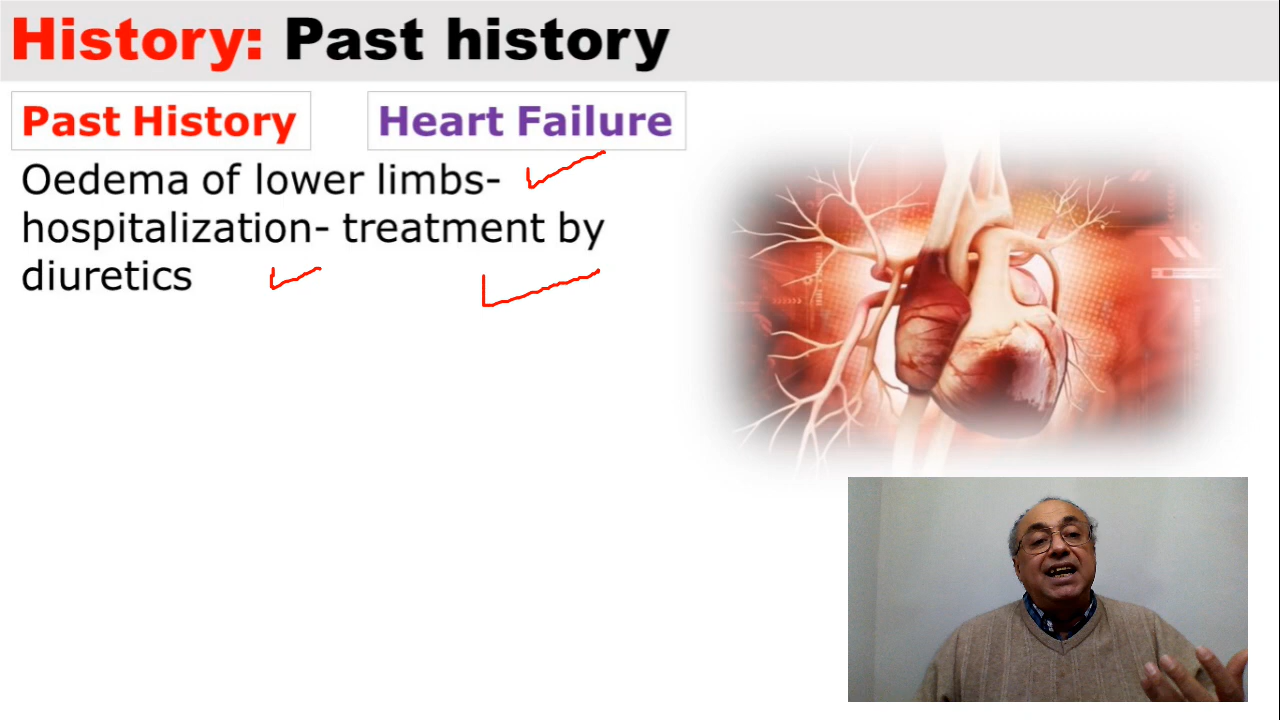 History: Past history
Past History
Heart Failure
Oedema of lower limbs-
hospitalization- treatment by
diuretics